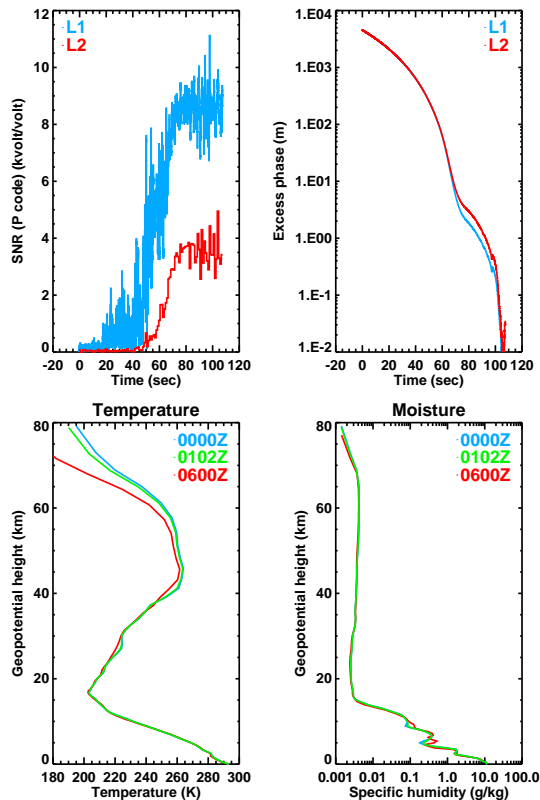 L1
L2
SNR (P code) (kvolt/volt)
12
10
8
6
4
2
0
-20 0 20 40 60 80 100 120
Time (sec)
L1
L2
Excess phase (m)
1.E04
1.E03
1.E02
1.E01
1.E00
1.E-1
1.E-2
-20 0 20 40 60 80 100 120
Time (sec)
Temperature
0000Z
0102Z
0600Z
Geopotential height (km)
80
60
40
20
0
180 200 220 240 260 280 300
Temperature (K)
Moisture
0000Z
0102Z
0600Z
Geopotential height (km)
80
60
40
20
0
0.001 0.01 0.10 1.0 10.0 100.0
Specific humidity (g/kg)